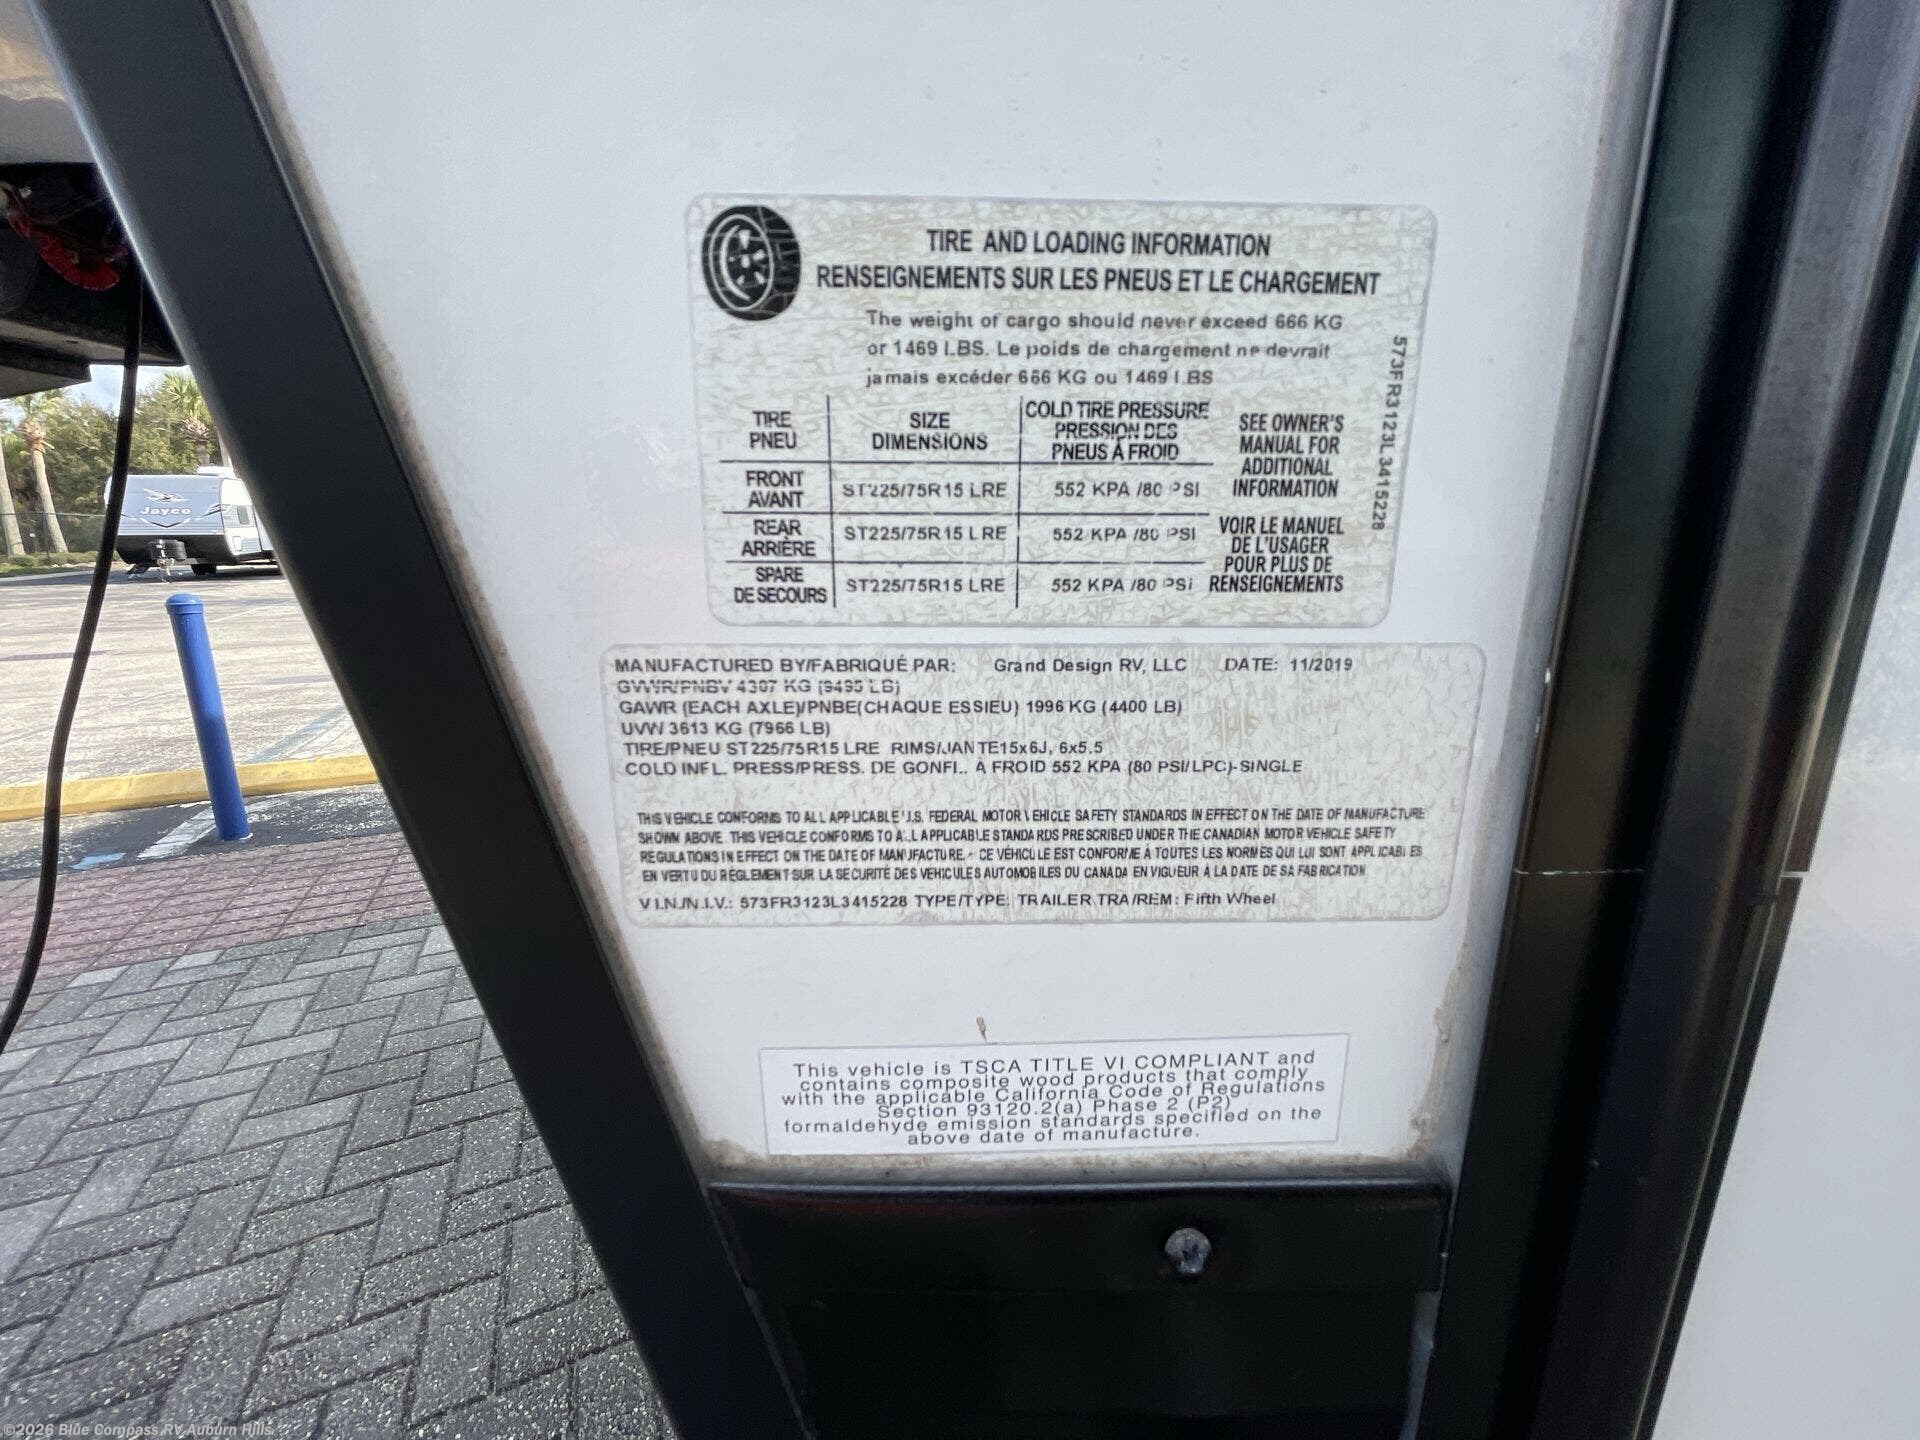 TIRE AND LOADING INFORMATION
RENSEIGNEMENTS SUR LES PNEUS ET LE CHARGEMENT
The weight of cargo should never exceed 666 KG
or 1469 LBS. Le poids de chargement ne devrait
jamais excéder 666 KG ou 1469 LBS
TIRE
PNEU
SIZE
DIMENSIONS
COLD TIRE PRESSURE
PRESSION DES
PNEUS À FROID
FRONT
AVANT
ST225/75R15 LRE
552 KPA /80 PSI
REAR
ARRIÈRE
ST225/75R15 LRE
552 KPA /80 PSI
SPARE
DE SECOURS
ST225/75R15 LRE
552 KPA /80 PSI
SEE OWNER'S
MANUAL FOR
ADDITIONAL
INFORMATION
VOIR LE MANUEL
DE L'USAGER
POUR PLUS DE
RENSEIGNEMENTS
573FR3123L3415228
MANUFACTURED BY/FABRIQUÉ PAR: Grand Design RV, LLC DATE: 11/2019
GVWR/PNBV 4307 KG (9495 LB)
GAWR (EACH AXLE)/PNBE(CHAQUE ESSIEU) 1996 KG (4400 LB)
UVW 3613 KG (7966 LB)
TIRE/PNEU ST225/75R15 LRE RIMS/JANTE15x6J, 6x5.5
COLD INFL. PRESS/PRESS. DE GONFL. A FROID 552 KPA (80 PSI/LPC)-SINGLE
THIS VEHICLE CONFORMS TO ALL APPLICABLE U.S. FEDERAL MOTOR VEHICLE SAFETY STANDARDS IN EFFECT ON THE DATE OF MANUFACTURE
SHOWN ABOVE. THIS VEHICLE CONFORMS TO ALL APPLICABLE STANDARDS PRESCRIBED UNDER THE CANADIAN MOTOR VEHICLE SAFETY
REGULATIONS IN EFFECT ON THE DATE OF MANUFACTURE. - CE VÉHICULE EST CONFORME À TOUTES LES NORMES QUI LUI SONT APPLICABLES
EN VERTU DU RÈGLEMENT SUR LA SÉCURITÉ DES VÉHICULES AUTOMOBILES DU CANADA EN VIGUEUR À LA DATE DE SA FABRICATION
V.I.N./N.I.V.: 573FR3123L3415228 TYPE/TYPE: TRAILER TRA/REM: Fifth Wheel
This vehicle is TSCA TITLE VI COMPLIANT and
contains composite wood products that comply
with the applicable California Code of Regulations
Section 93120.2(a) Phase 2 (P2)
formaldehyde emission standards specified on the
above date of manufacture.
Jayco
©2026 Blue Compass RV Auburn Hills